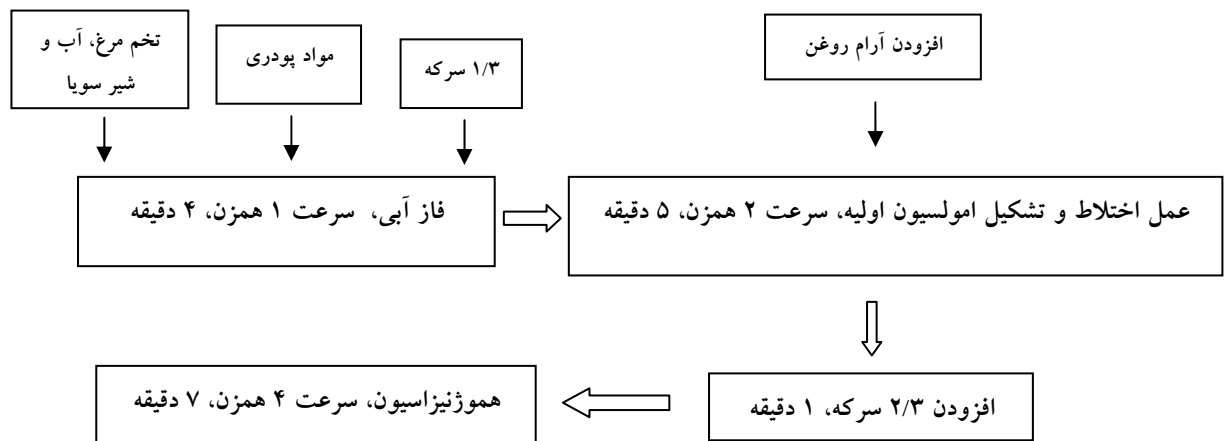 تخم مرغ، آب و
شیر سویا
مواد پودری
۱/۳ سرکه
افزودن آرام روغن
فاز آبی، سرعت ۱ همزن، ۴ دقیقه
عمل اختلاط و تشکیل امولسیون اولیه، سرعت ۲ همزن، ۵ دقیقه
افزودن ۲/۳ سرکه، ۱ دقیقه
هموژنیزاسیون، سرعت ۴ همزن، ۷ دقیقه